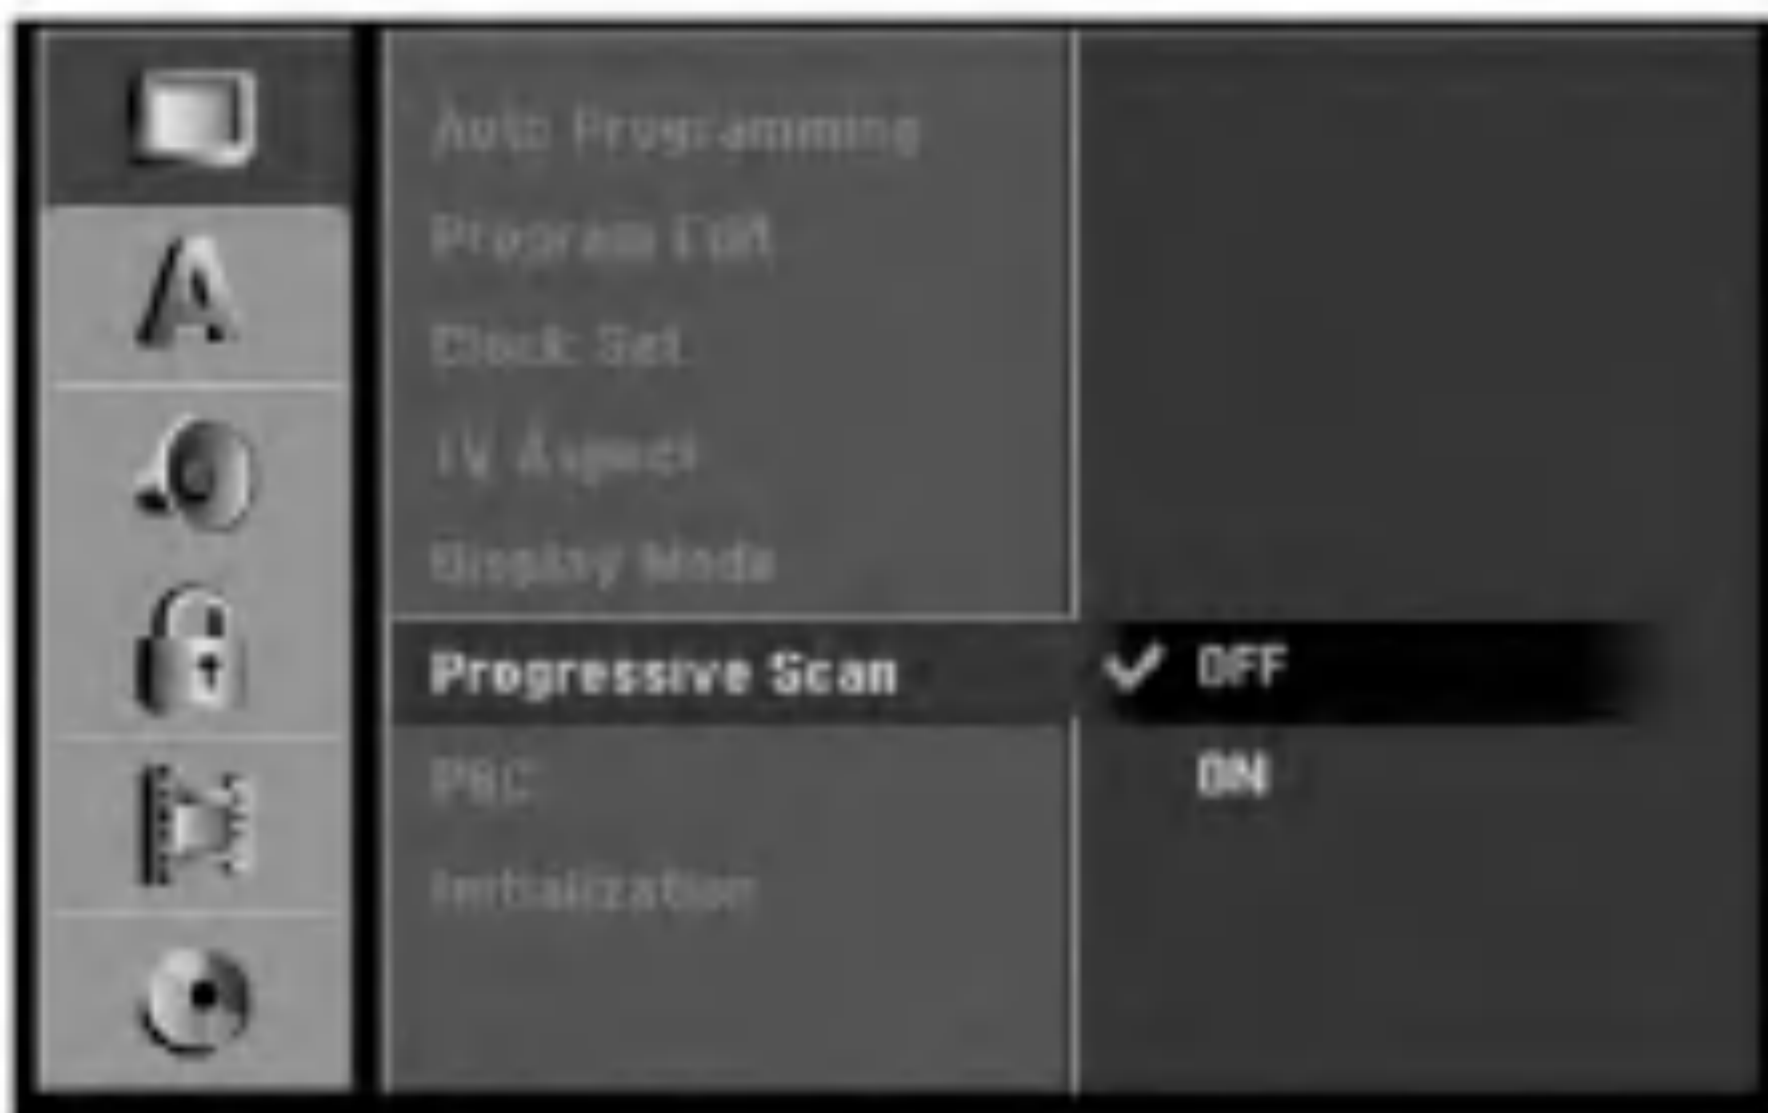 A
Auto Programming
Program Edit
Clock Set
TV Aspect
Display Mode
Progressive Scan
OFF
PBC
ON
Initialization